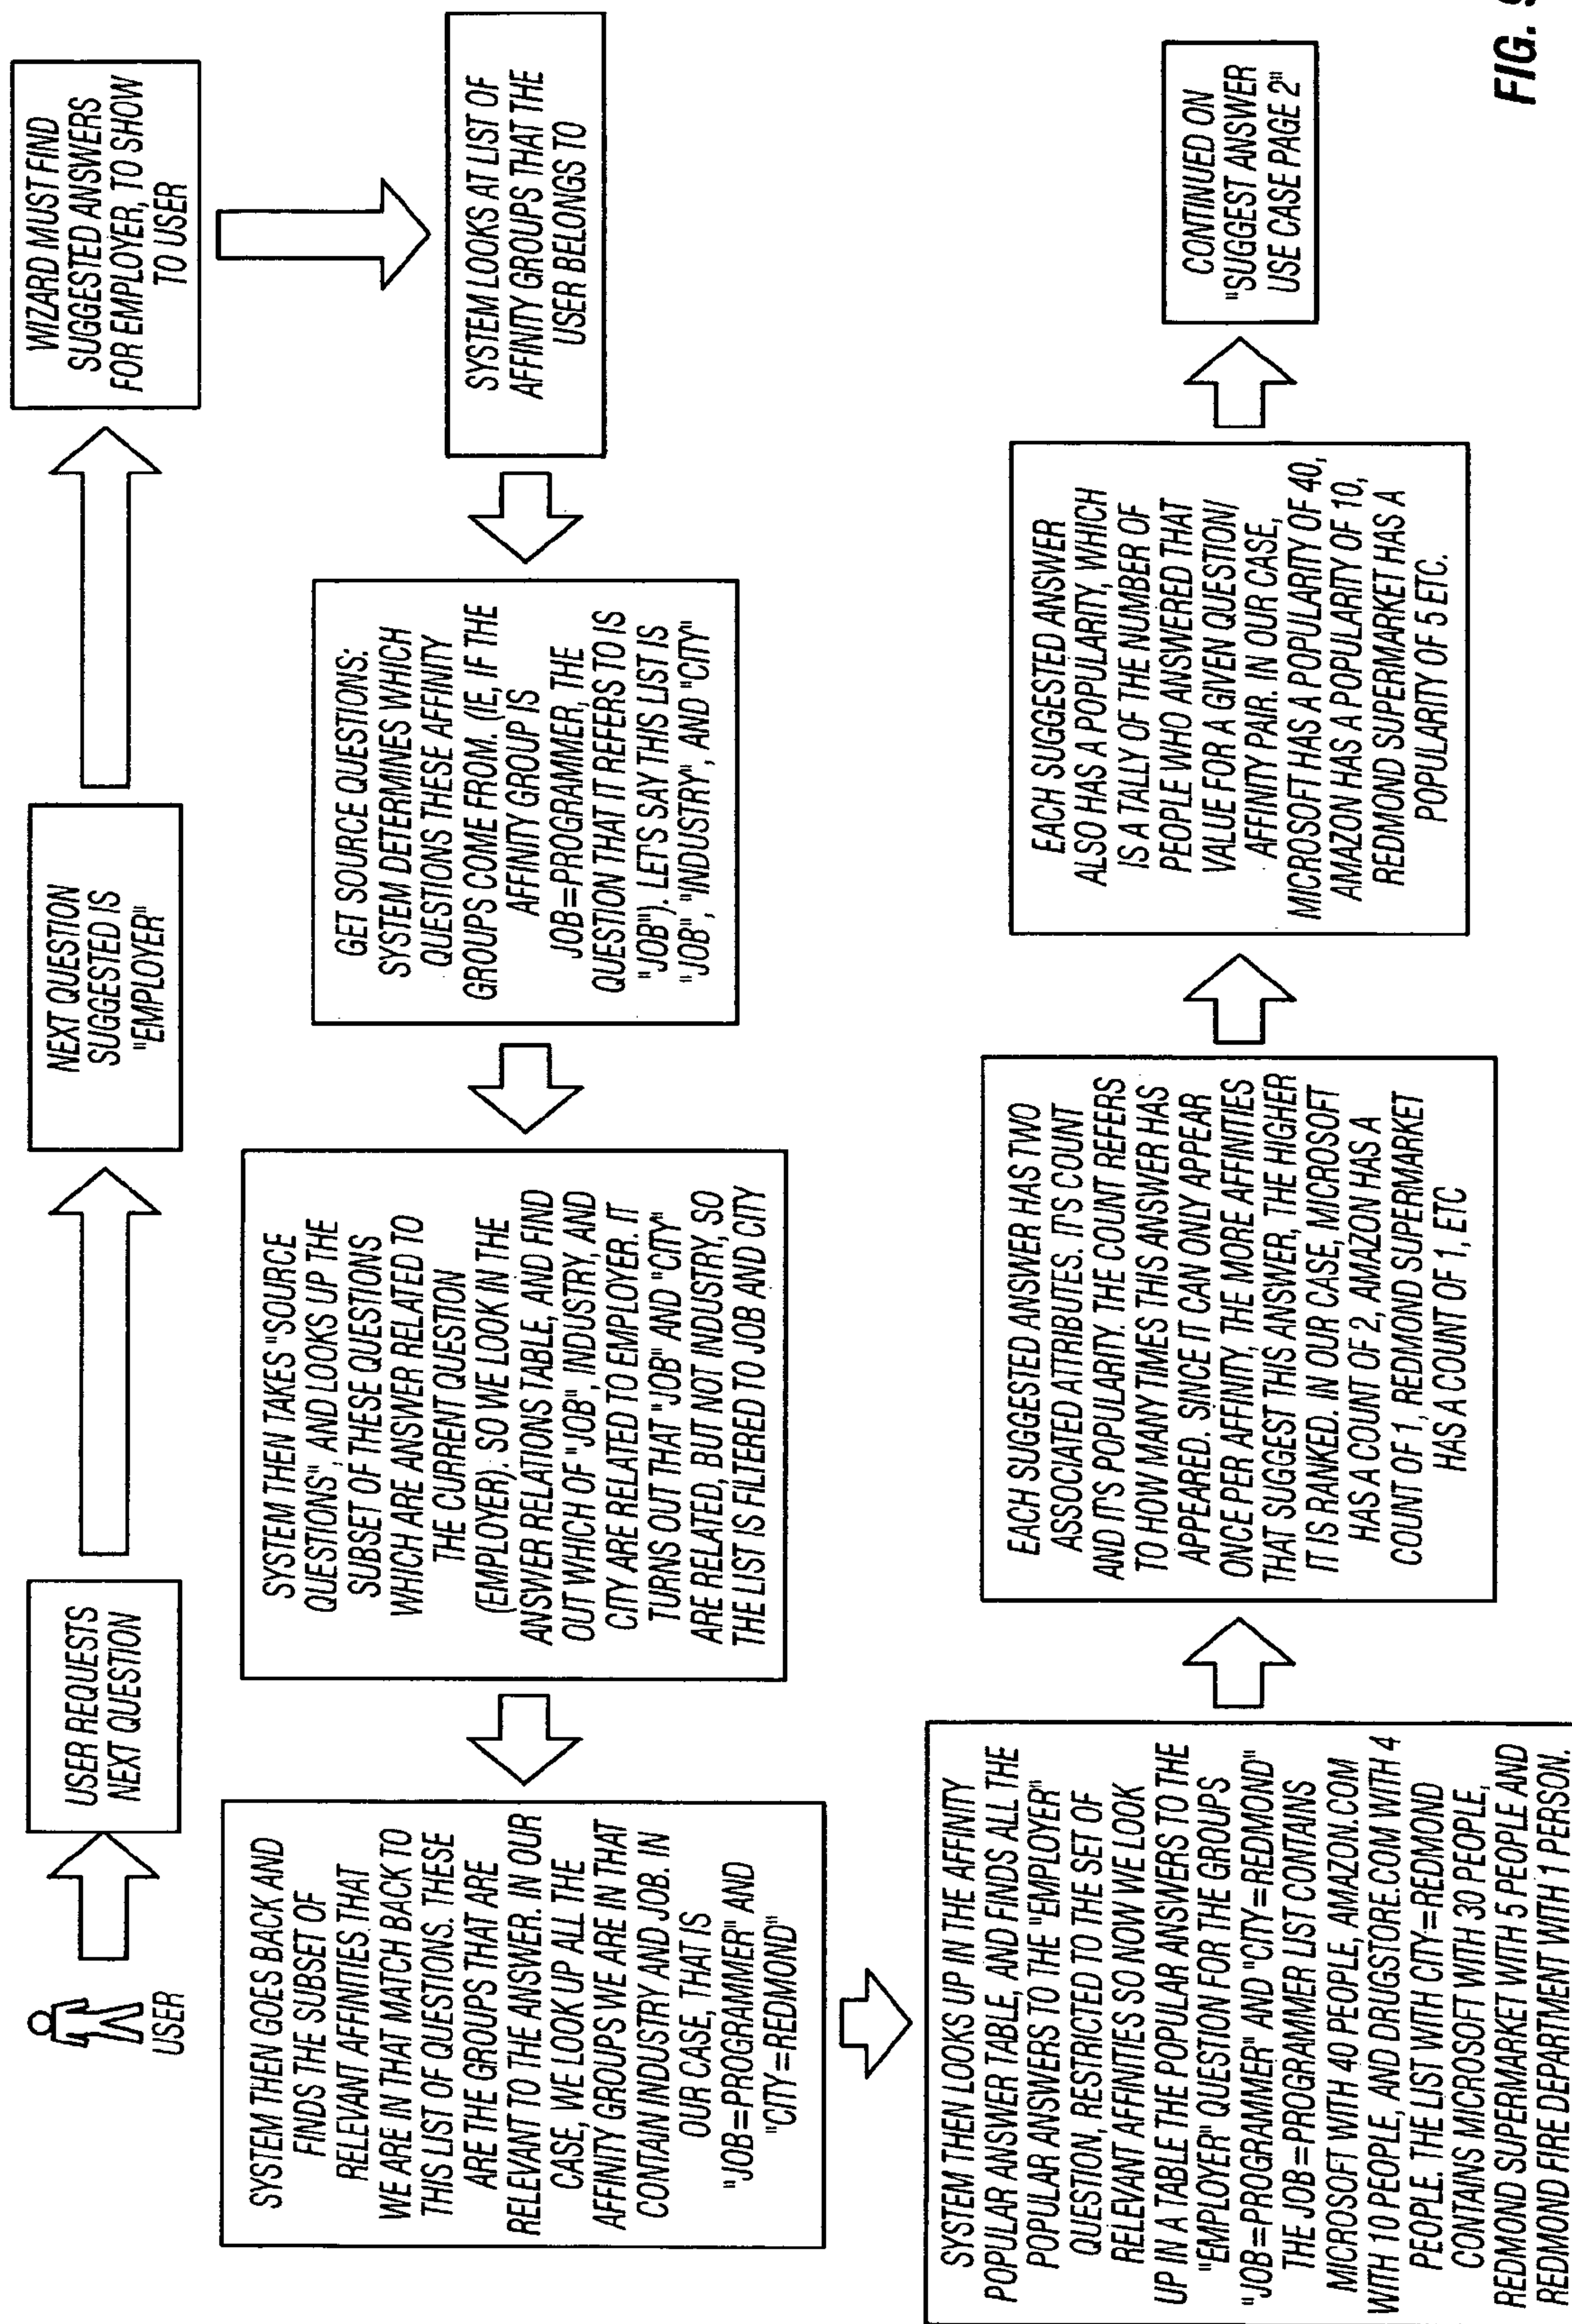 USER
USER REQUESTS
NEXT QUESTION
NEXT QUESTION
SUGGESTED IS
"EMPLOYER"
WIZARD MUST FIND
SUGGESTED ANSWERS
FOR EMPLOYER, TO SHOW
TO USER
SYSTEM LOOKS AT LIST OF
AFFINITY GROUPS THAT THE
USER BELONGS TO
GET SOURCE QUESTIONS:
SYSTEM DETERMINES WHICH
QUESTIONS THESE AFFINITY
GROUPS COME FROM. (IE, IF THE
AFFINITY GROUP IS
JOB=PROGRAMMER, THE
QUESTION THAT IT REFERS TO IS
"JOB"). LET'S SAY THIS LIST IS
"JOB", "INDUSTRY", AND "CITY"
SYSTEM THEN TAKES "SOURCE
QUESTIONS", AND LOOKS UP THE
SUBSET OF THESE QUESTIONS
WHICH ARE ANSWER RELATED TO
THE CURRENT QUESTION
(EMPLOYER). SO WE LOOK IN THE
ANSWER RELATIONS TABLE, AND FIND
OUT WHICH OF "JOB", INDUSTRY, AND
CITY ARE RELATED TO EMPLOYER. IT
TURNS OUT THAT "JOB" AND "CITY"
ARE RELATED, BUT NOT INDUSTRY, SO
THE LIST IS FILTERED TO JOB AND CITY
SYSTEM THEN GOES BACK AND
FINDS THE SUBSET OF
RELEVANT AFFINITIES THAT
WE ARE IN THAT MATCH BACK TO
THIS LIST OF QUESTIONS. THESE
ARE THE GROUPS THAT ARE
RELEVANT TO THE ANSWER. IN OUR
CASE, WE LOOK UP ALL THE
AFFINITY GROUPS WE ARE IN THAT
CONTAIN INDUSTRY AND JOB. IN
OUR CASE, THAT IS
"JOB=PROGRAMMER" AND
"CITY=REDMOND"
SYSTEM THEN LOOKS UP IN THE AFFINITY
POPULAR ANSWER TABLE, AND FINDS ALL THE
POPULAR ANSWERS TO THE "EMPLOYER"
QUESTION, RESTRICTED TO THE SET OF
RELEVANT AFFINITIES SO NOW WE LOOK
UP IN A TABLE THE POPULAR ANSWERS TO THE
"EMPLOYER" QUESTION FOR THE GROUPS
"JOB=PROGRAMMER" AND "CITY=REDMOND"
THE JOB=PROGRAMMER LIST CONTAINS
MICROSOFT WITH 40 PEOPLE, AMAZON.COM
WITH 10 PEOPLE, AND DRUGSTORE.COM WITH 4
PEOPLE. THE LIST WITH CITY=REDMOND
CONTAINS MICROSOFT WITH 30 PEOPLE,
REDMOND SUPERMARKET WITH 5 PEOPLE AND
REDMOND FIRE DEPARTMENT WITH 1 PERSON.
EACH SUGGESTED ANSWER HAS TWO
ASSOCIATED ATTRIBUTES. IT'S COUNT
AND IT'S POPULARITY. THE COUNT REFERS
TO HOW MANY TIMES THIS ANSWER HAS
APPEARED. SINCE IT CAN ONLY APPEAR
ONCE PER AFFINITY, THE MORE AFFINITIES
THAT SUGGEST THIS ANSWER, THE HIGHER
IT IS RANKED. IN OUR CASE, MICROSOFT
HAS A COUNT OF 2, AMAZON HAS A
COUNT OF 1, REDMOND SUPERMARKET
HAS A COUNT OF 1, ETC
EACH SUGGESTED ANSWER
ALSO HAS A POPULARITY, WHICH
IS A TALLY OF THE NUMBER OF
PEOPLE WHO ANSWERED THAT
VALUE FOR A GIVEN QUESTION/
AFFINITY PAIR. IN OUR CASE,
MICROSOFT HAS A POPULARITY OF 40,
AMAZON HAS A POPULARITY OF 10,
REDMOND SUPERMARKET HAS A
POPULARITY OF 5 ETC.
CONTINUED ON
"SUGGEST ANSWER
USE CASE PAGE 2"
FIG.